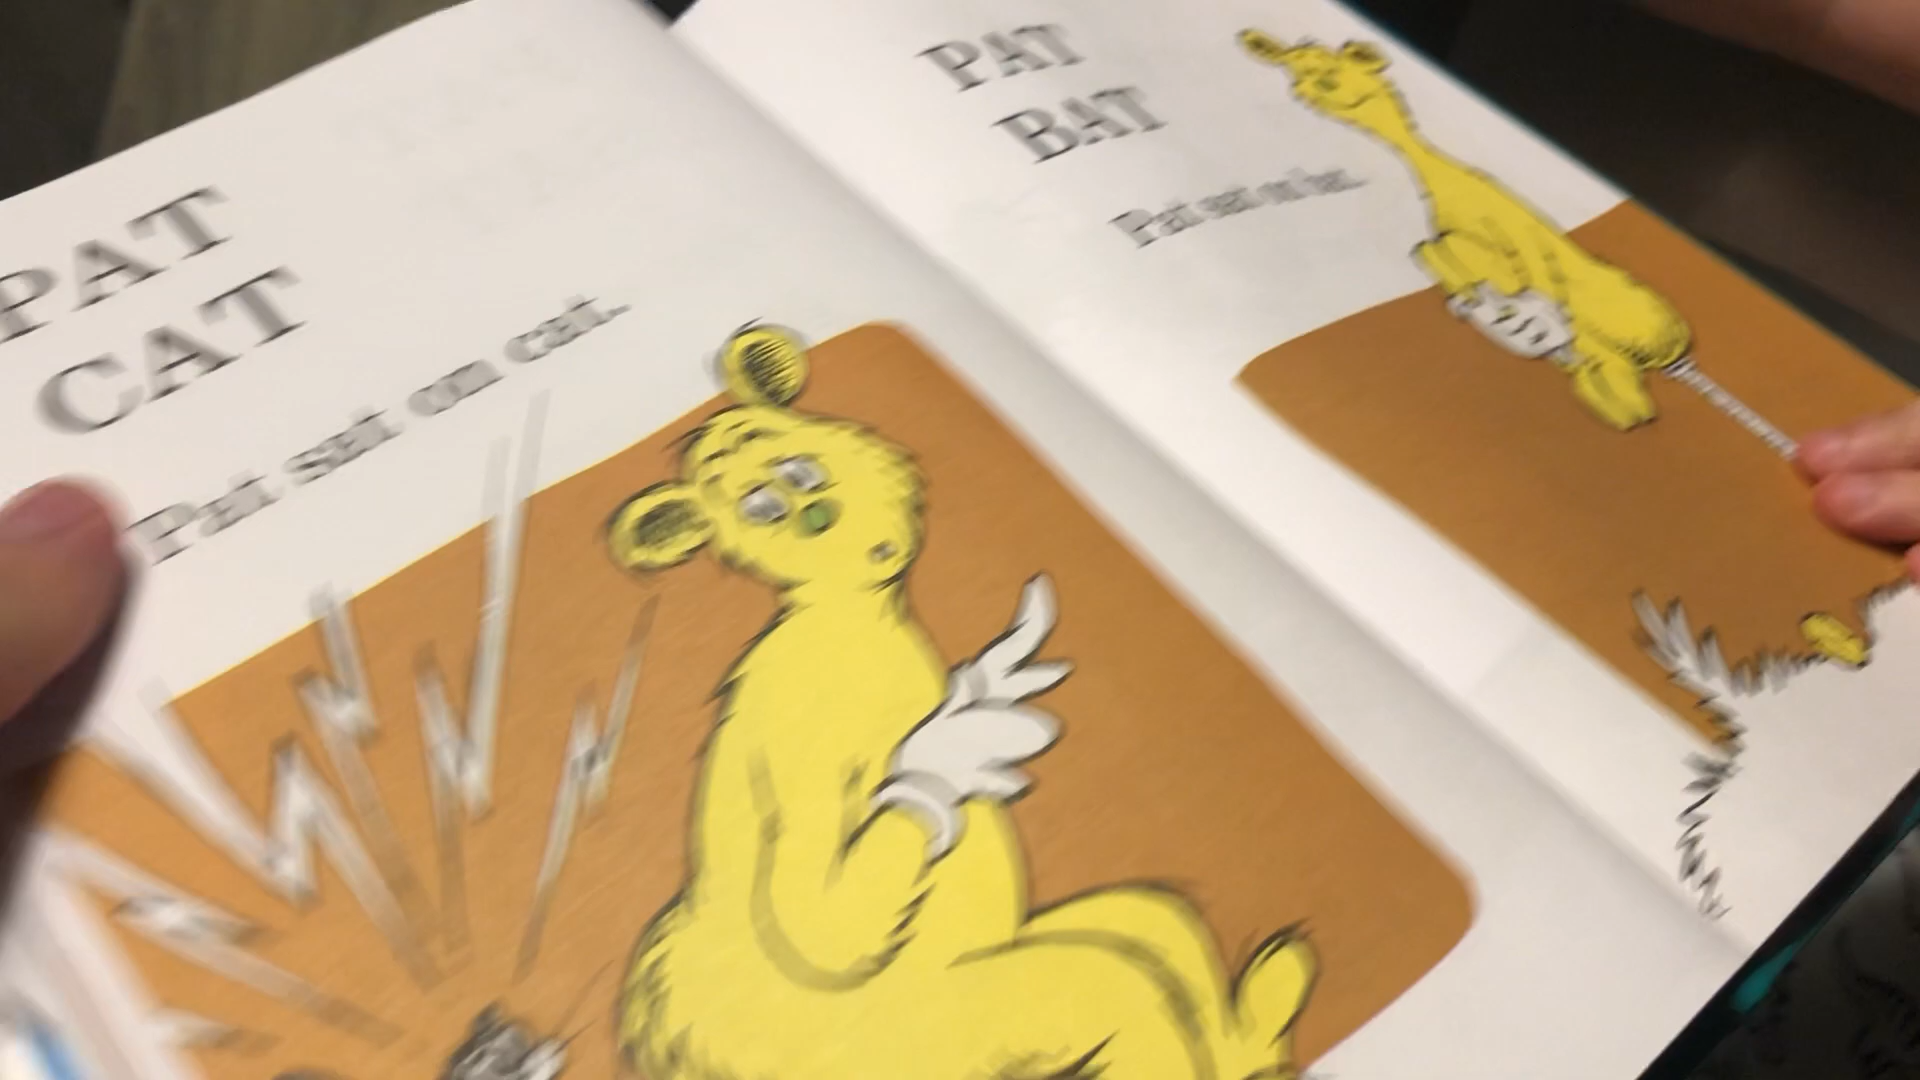 PAT
CAT
Pat sat on cat.
PAT
BAT
Pat sat on bat.